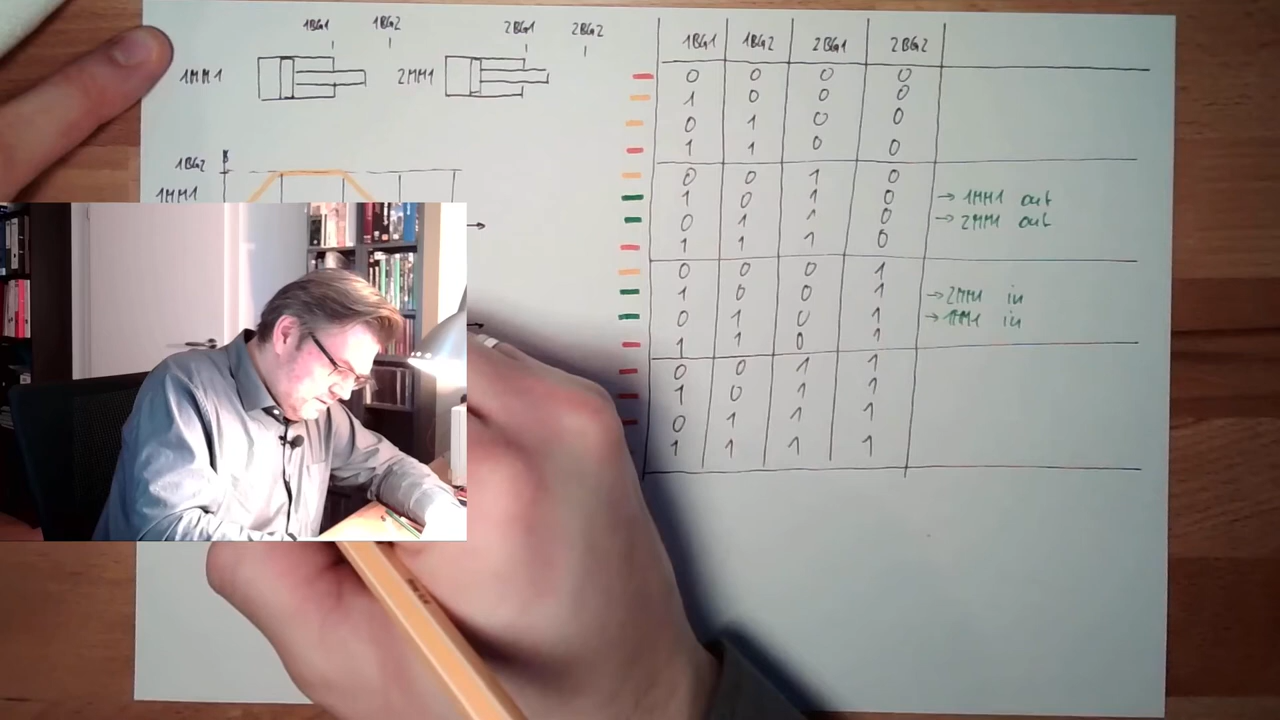 1BG1 1BG2 2BG1 2BG2
1MM1 2MM1
1BG2
1MM1
1BG1 1BG2 2BG1 2BG2
0 0 0 0
1 0 0 0
0 1 0 0
1 1 0 0
0 0 1 0
1 0 1 0 → 1MM1 out
0 1 1 0 → 2MM1 out
1 1 1 0
0 0 0 1
1 0 0 1 → 2MM1 in
0 1 0 1 → 1MM1 in
1 1 0 1
0 0 1 1
1 0 1 1
0 1 1 1
1 1 1 1